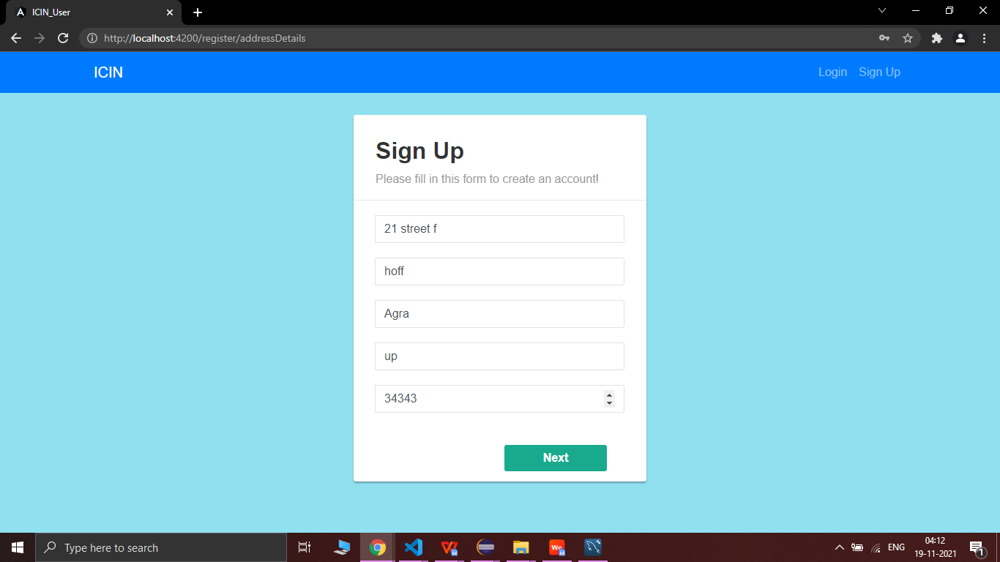 ICIN_User
http://localhost:4200/register/addressDetails
ICIN
Login
Sign Up
Sign Up
Please fill in this form to create an account!
21 street f
hoff
Agra
up
34343
Next
Type here to search
ENG
04:12
19-11-2021
1